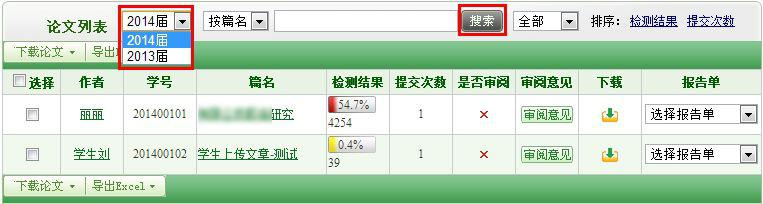 论文列表 2014届 按篇名 搜索 全部 排序: 检测结果 提交次数
2014届
2013届
下载论文 导出
选择 作者 学号 篇名 检测结果 提交次数 是否审阅 审阅意见 下载 报告单
丽丽 201400101 研究 54.7% 1 审阅意见 选择报告单
4254
学生刘 201400102 学生上传文章-测试 0.4% 1 审阅意见 选择报告单
39
下载论文 导出Excel